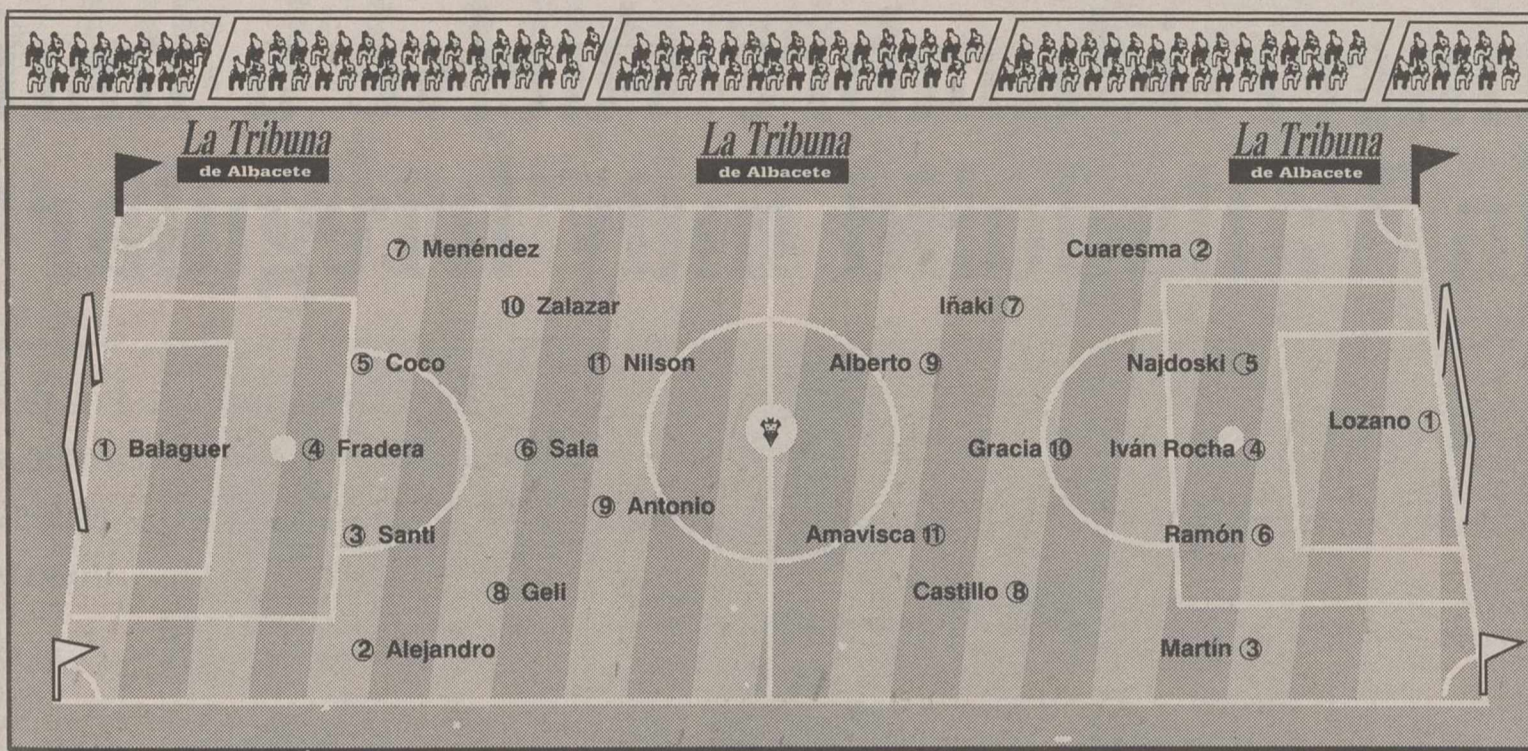 La Tribuna
de Albacete
La Tribuna
de Albacete
La Tribuna
de Albacete
7 Menéndez
Cuaresma 2
10 Zalazar
Iñaki 7
5 Coco
11 Nilson
Alberto 9
Najdoski 5
Lozano 1
1 Balaguer
4 Fradera
6 Sala
Gracia 10
Iván Rocha 4
9 Antonio
3 Santi
Amavisca 11
Ramón 6
8 Geli
Castillo 8
2 Alejandro
Martín 3